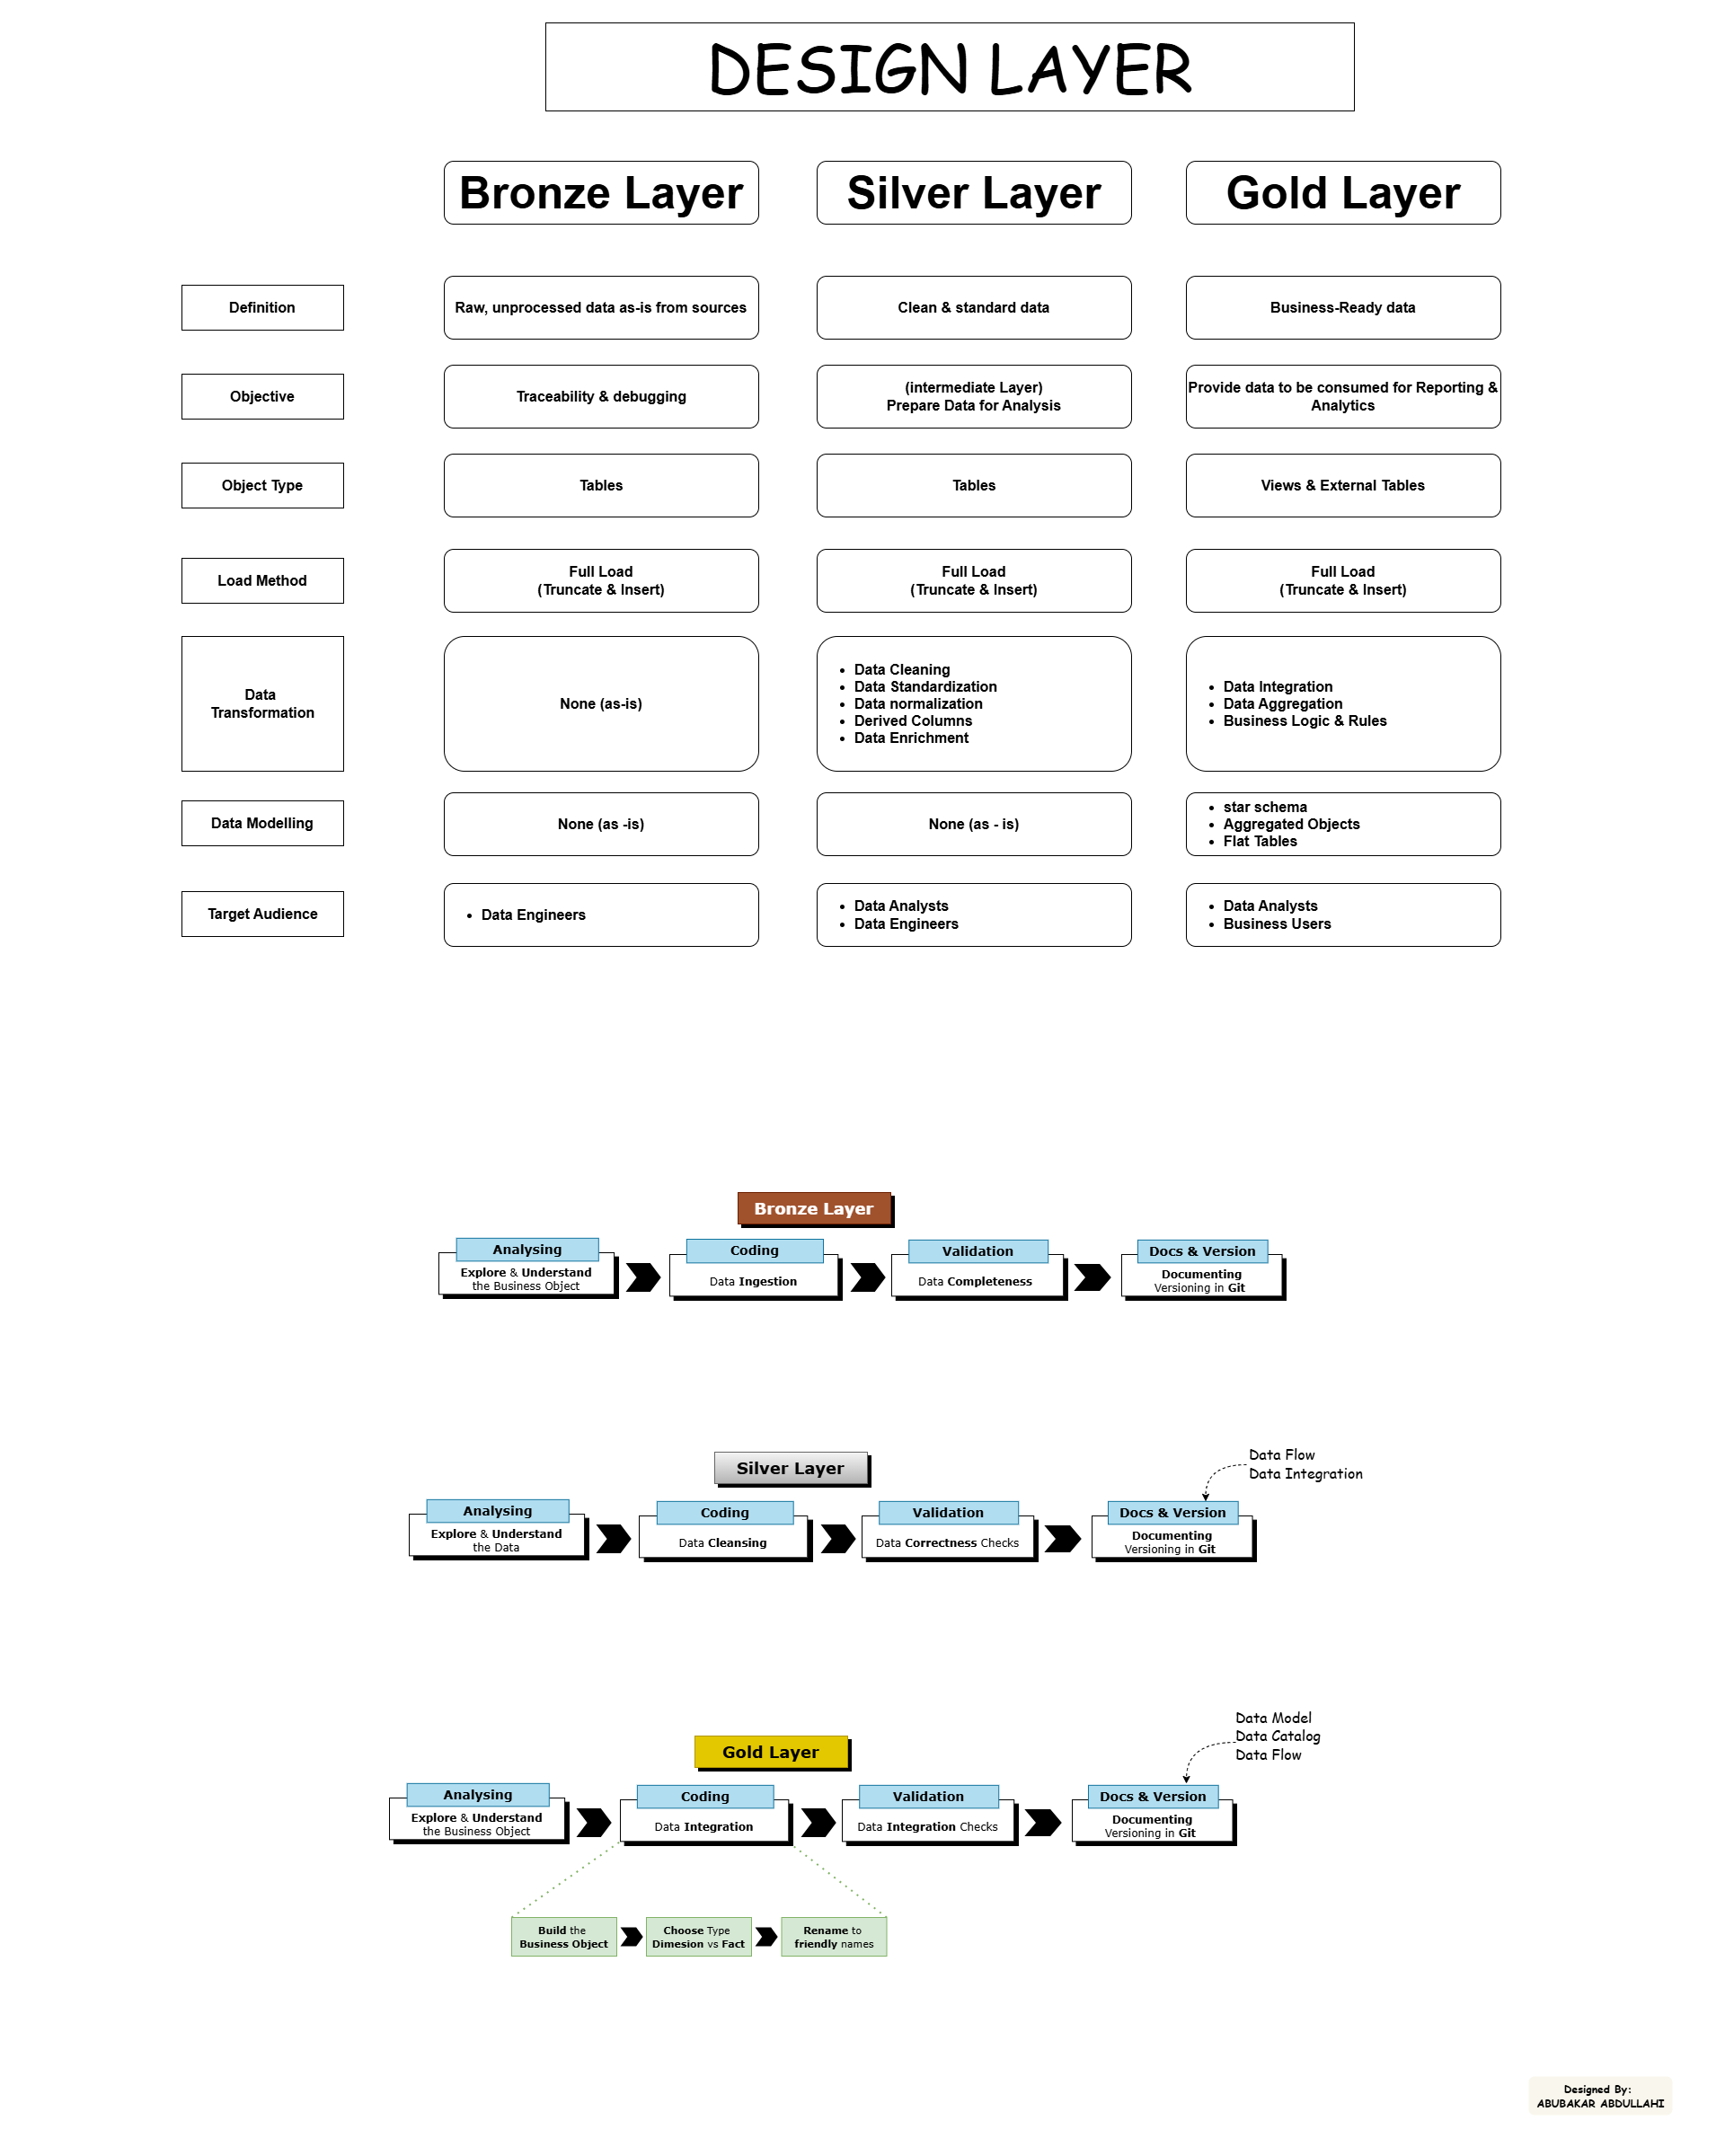 DESIGN LAYER
Bronze Layer
Silver Layer
Gold Layer
Definition
Raw, unprocessed data as-is from sources
Clean & standard data
Business-Ready data
Objective
Traceability & debugging
(intermediate Layer)
Prepare Data for Analysis
Provide data to be consumed for Reporting &
Analytics
Object Type
Tables
Tables
Views & External Tables
Load Method
Full Load
(Truncate & Insert)
Full Load
(Truncate & Insert)
Full Load
(Truncate & Insert)
Data
Transformation
None (as-is)
• Data Cleaning
• Data Standardization
• Data normalization
• Derived Columns
• Data Enrichment
• Data Integration
• Data Aggregation
• Business Logic & Rules
Data Modelling
None (as -is)
None (as - is)
• star schema
• Aggregated Objects
• Flat Tables
Target Audience
• Data Engineers
• Data Analysts
• Data Engineers
• Data Analysts
• Business Users
Bronze Layer
Analysing
Explore & Understand
the Business Object
Coding
Data Ingestion
Validation
Data Completeness
Docs & Version
Documenting
Versioning in Git
Silver Layer
Data Flow
Data Integration
Analysing
Explore & Understand
the Data
Coding
Data Cleansing
Validation
Data Correctness Checks
Docs & Version
Documenting
Versioning in Git
Gold Layer
Data Model
Data Catalog
Data Flow
Analysing
Explore & Understand
the Business Object
Coding
Data Integration
Validation
Data Integration Checks
Docs & Version
Documenting
Versioning in Git
Build the
Business Object
Choose Type
Dimesion vs Fact
Rename to
friendly names
Designed By:
ABUBAKAR ABDULLAHI